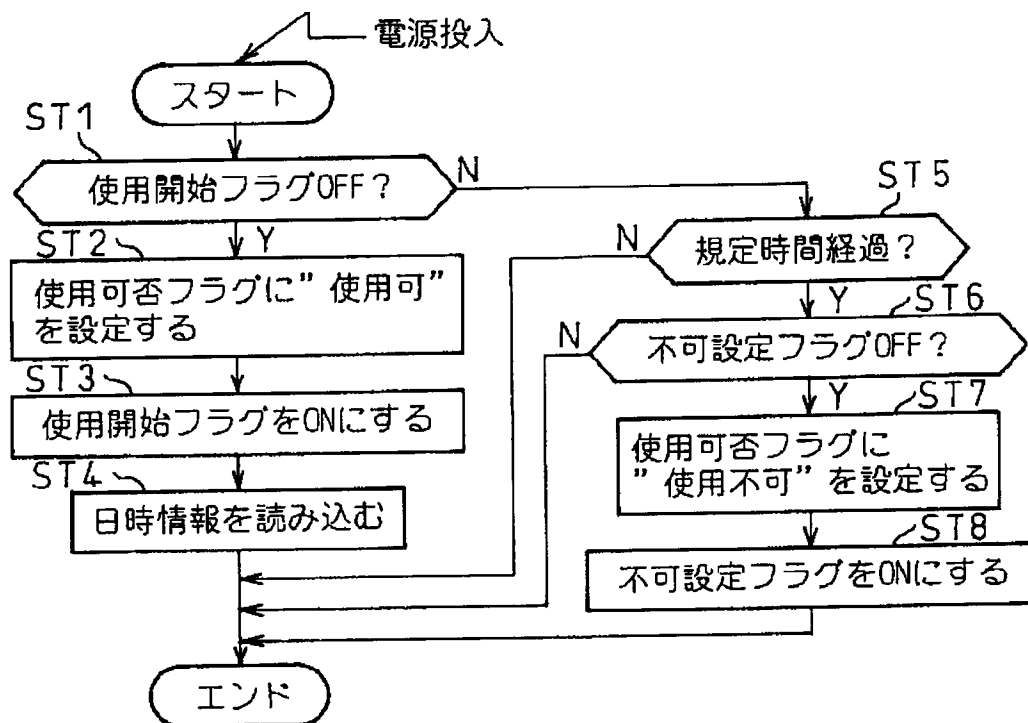 電源投入
スタート
ST1
使用開始フラグOFF?
N
Y
ST2
使用可否フラグに”使用可”
を設定する
ST3
使用開始フラグをONにする
ST4
日時情報を読み込む
ST5
規定時間経過?
N
Y
ST6
不可設定フラグOFF?
N
Y
ST7
使用可否フラグに
”使用不可”を設定する
ST8
不可設定フラグをONにする
エンド